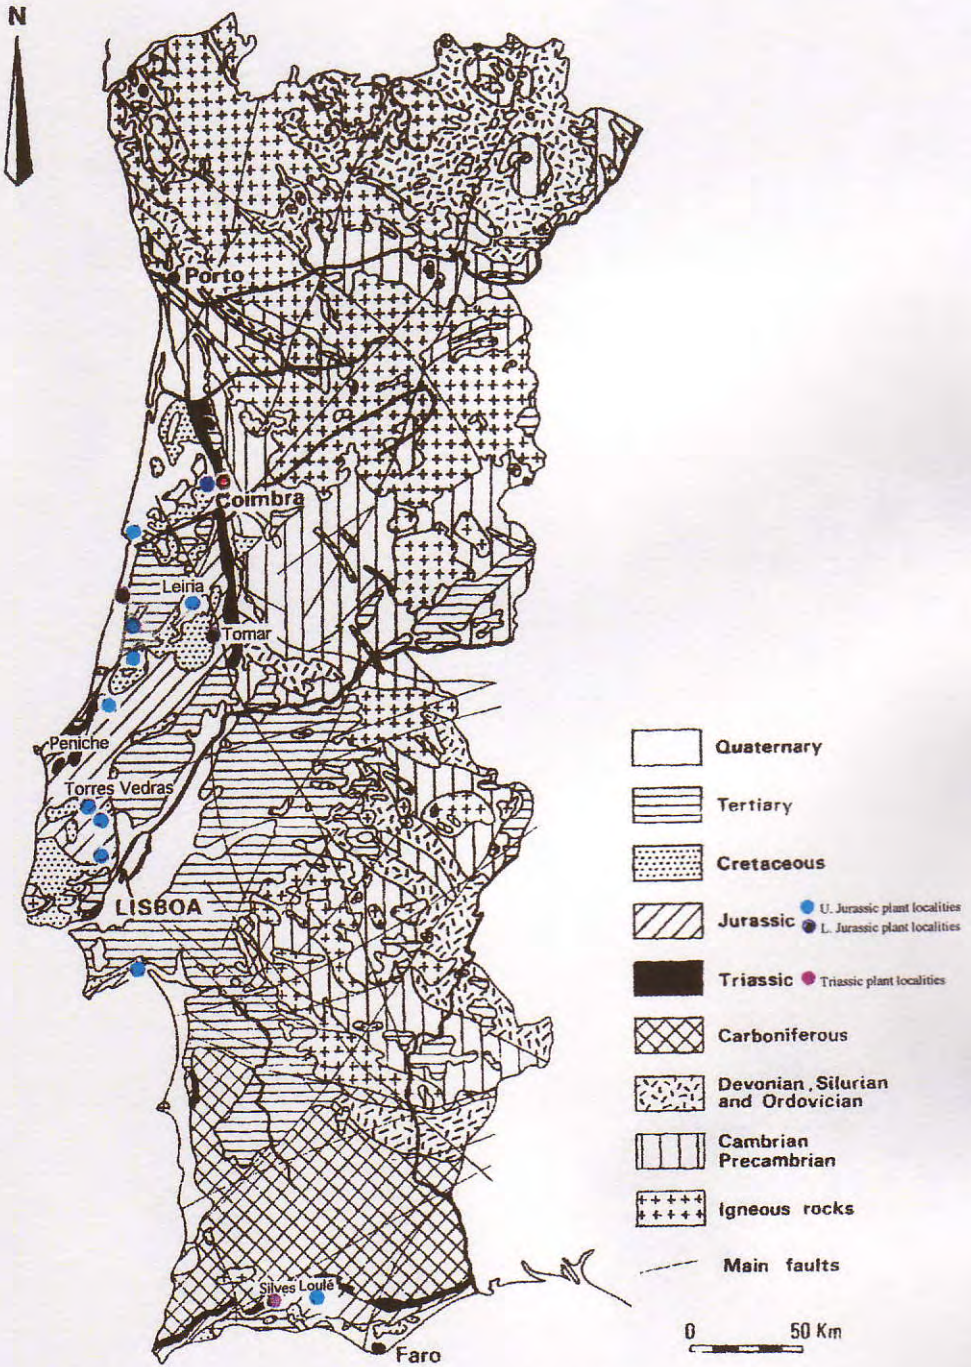 N
Porto
Coimbra
Leiria
Tomar
Peniche
Torres Vedras
LISBOA
Silves Loulé
Faro
Quaternary
Tertiary
Cretaceous
Jurassic
U. Jurassic plant localities
L. Jurassic plant localities
Triassic
Triassic plant localities
Carboniferous
Devonian, Silurian
and Ordovician
Cambrian
Precambrian
Igneous rocks
Main faults
0 50 Km